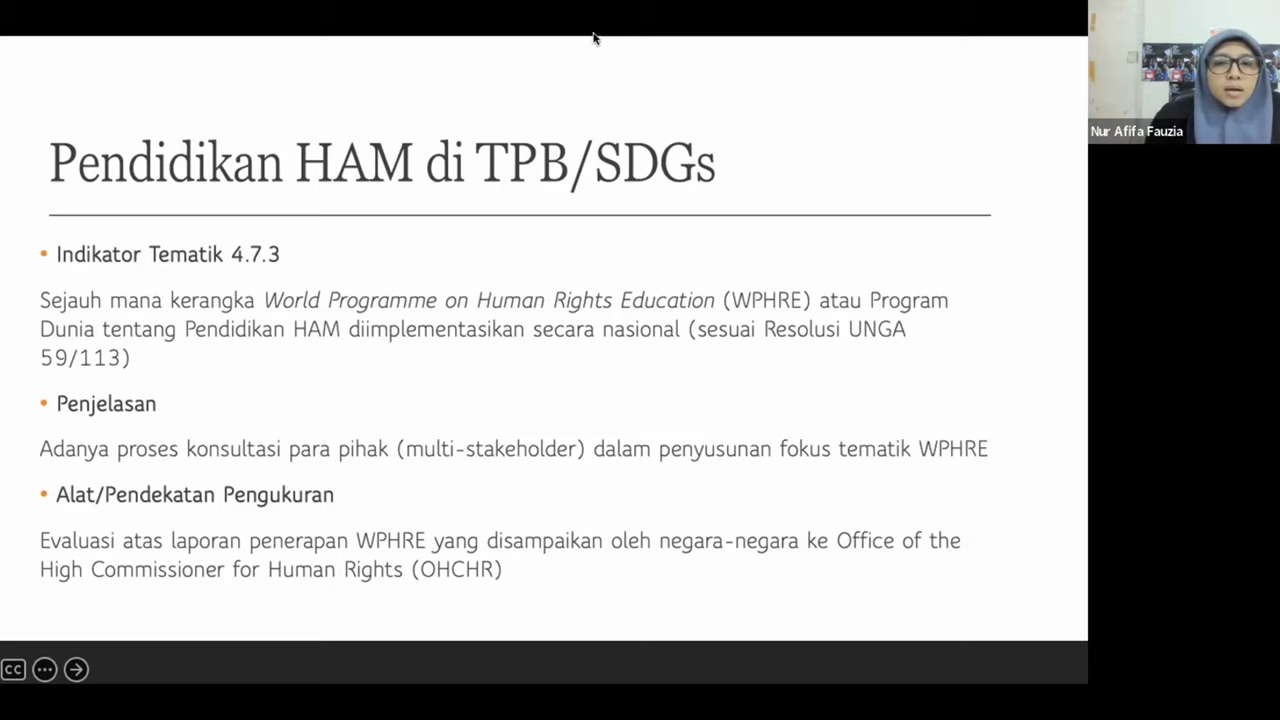 Pendidikan HAM di TPB/SDGs
• Indikator Tematik 4.7.3
Sejauh mana kerangka World Programme on Human Rights Education (WPHRE) atau Program
Dunia tentang Pendidikan HAM diimplementasikan secara nasional (sesuai Resolusi UNGA
59/113)
• Penjelasan
Adanya proses konsultasi para pihak (multi-stakeholder) dalam penyusunan fokus tematik WPHRE
• Alat/Pendekatan Pengukuran
Evaluasi atas laporan penerapan WPHRE yang disampaikan oleh negara-negara ke Office of the
High Commissioner for Human Rights (OHCHR)
Nur Afifa Fauzia
CC